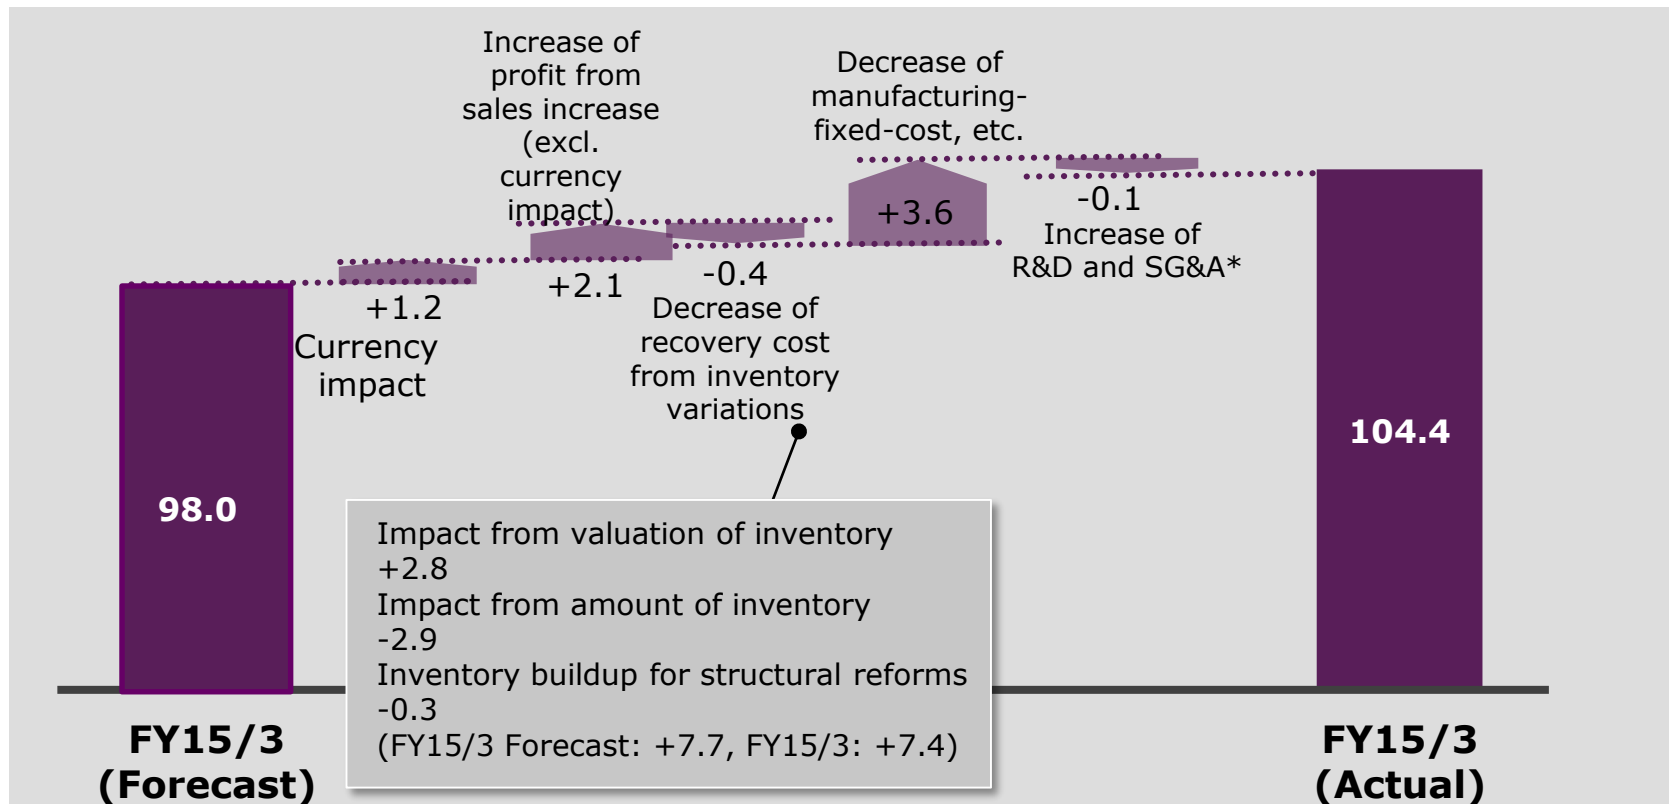 Increase of
profit from
sales increase
(excl.
currency
impact)
Decrease of
manufacturing-
fixed-cost, etc.
+3.6
-0.1
Increase of
R&D and SG&A*
+2.1
-0.4
Decrease of
recovery cost
from inventory
variations
+1.2
Currency
impact
98.0
104.4
Impact from valuation of inventory
+2.8
Impact from amount of inventory
-2.9
Inventory buildup for structural reforms
-0.3
(FY15/3 Forecast: +7.7, FY15/3: +7.4)
FY15/3
(Forecast)
FY15/3
(Actual)